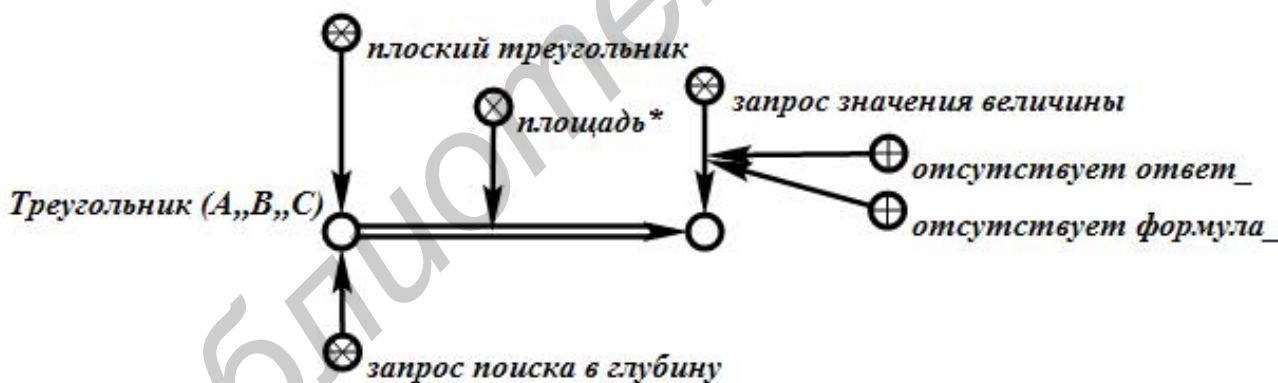 плоский треугольник
площадь*
запрос значения величины
отсутствует ответ_
Треугольник (A,,B,,C)
отсутствует формула_
запрос поиска в глубину